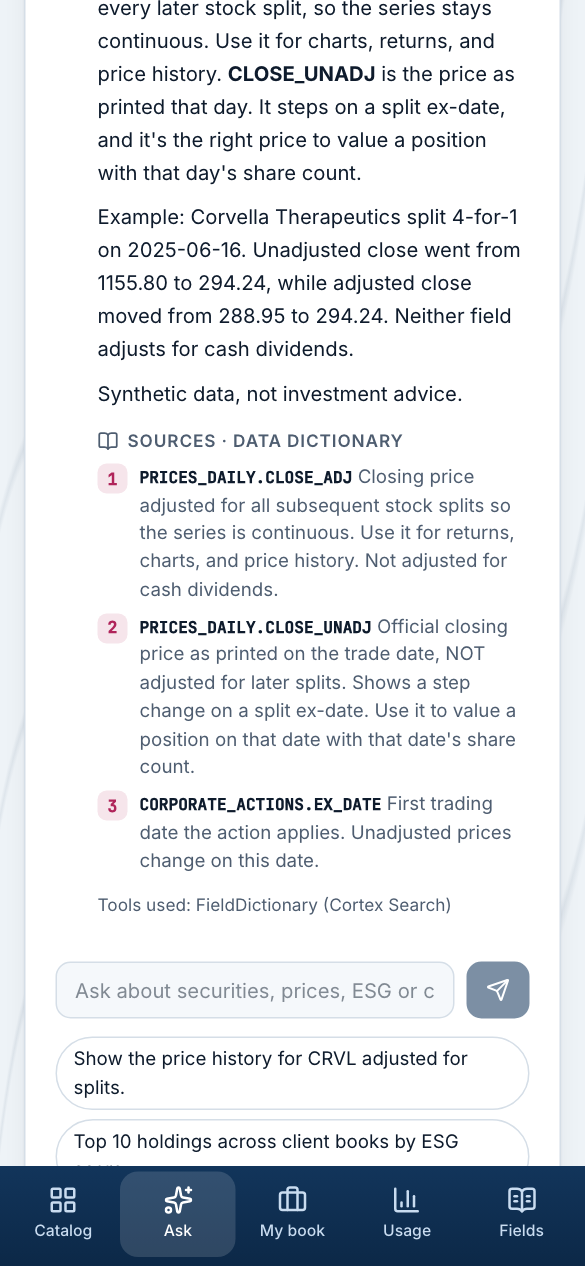 every later stock split, so the series stays
continuous. Use it for charts, returns, and
price history. CLOSE_UNADJ is the price as
printed that day. It steps on a split ex-date,
and it's the right price to value a position
with that day's share count.
Example: Corvella Therapeutics split 4-for-1
on 2025-06-16. Unadjusted close went from
1155.80 to 294.24, while adjusted close
moved from 288.95 to 294.24. Neither field
adjusts for cash dividends.
Synthetic data, not investment advice.
SOURCES · DATA DICTIONARY
1 PRICES_DAILY.CLOSE_ADJ Closing price
adjusted for all subsequent stock splits so
the series is continuous. Use it for returns,
charts, and price history. Not adjusted for
cash dividends.
2 PRICES_DAILY.CLOSE_UNADJ Official closing
price as printed on the trade date, NOT
adjusted for later splits. Shows a step
change on a split ex-date. Use it to value a
position on that date with that date's share
count.
3 CORPORATE_ACTIONS.EX_DATE First trading
date the action applies. Unadjusted prices
change on this date.
Tools used: FieldDictionary (Cortex Search)
Ask about securities, prices, ESG or c
Show the price history for CRVL adjusted for
splits.
Top 10 holdings across client books by ESG
Catalog
Ask
My book
Usage
Fields